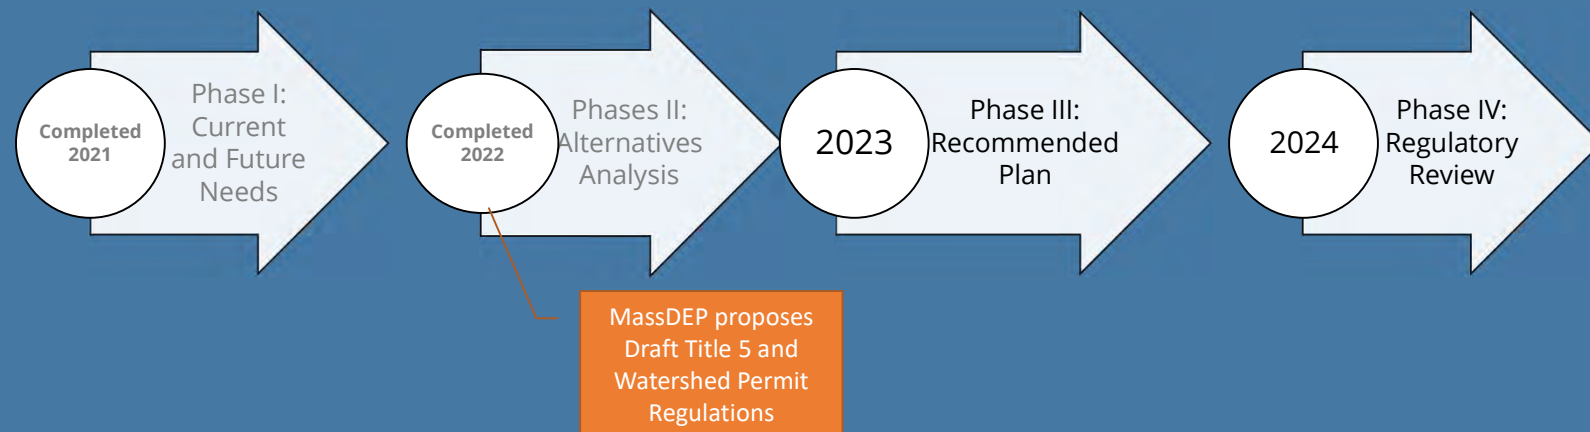 Completed
2021
Phase I:
Current
and Future
Needs
Completed
2022
Phases II:
Alternatives
Analysis
2023
Phase III:
Recommended
Plan
2024
Phase IV:
Regulatory
Review
MassDEP proposes
Draft Title 5 and
Watershed Permit
Regulations